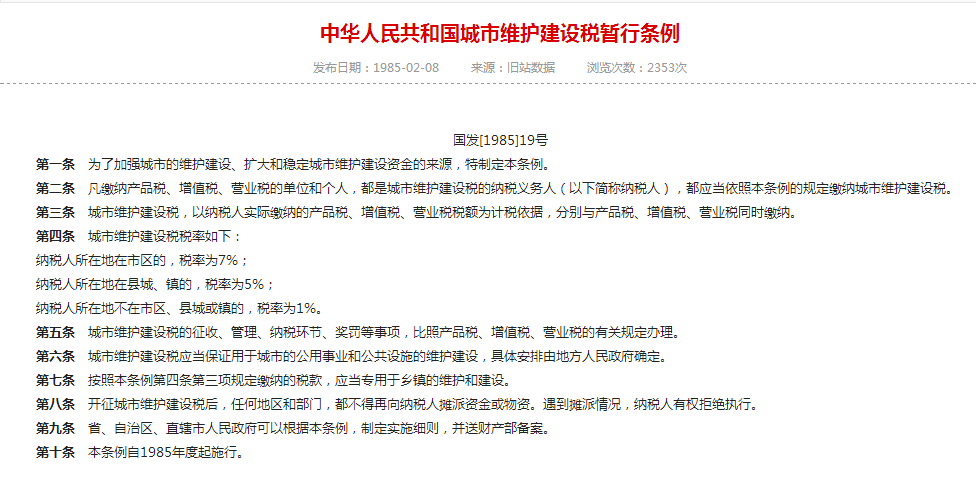 中华人民共和国城市维护建设税暂行条例
发布日期：1985-02-08 来源：旧站数据 浏览次数：2353次
国发[1985]19号
第一条 为了加强城市的维护建设、扩大和稳定城市维护建设资金的来源，特制定本条例。
第二条 凡缴纳产品税、增值税、营业税的单位和个人，都是城市维护建设税的纳税义务人（以下简称纳税人），都应当依照本条例的规定缴纳城市维护建设税。
第三条 城市维护建设税，以纳税人实际缴纳的产品税、增值税、营业税税额为计税依据，分别与产品税、增值税、营业税同时缴纳。
第四条 城市维护建设税税率如下：
纳税人所在地在市区的，税率为7%；
纳税人所在地在县城、镇的，税率为5%；
纳税人所在地不在市区、县城或镇的，税率为1%。
第五条 城市维护建设税的征收、管理、纳税环节、奖罚等事项，比照产品税、增值税、营业税的有关规定办理。
第六条 城市维护建设税应当保证用于城市的公用事业和公共设施的维护建设，具体安排由地方人民政府确定。
第七条 按照本条例第四条第三项规定缴纳的税款，应当专用于乡镇的维护和建设。
第八条 开征城市维护建设税后，任何地区和部门，都不得再向纳税人摊派资金或物资。遇到摊派情况，纳税人有权拒绝执行。
第九条 省、自治区、直辖市人民政府可以根据本条例，制定实施细则，并送财产部备案。
第十条 本条例自1985年度起施行。